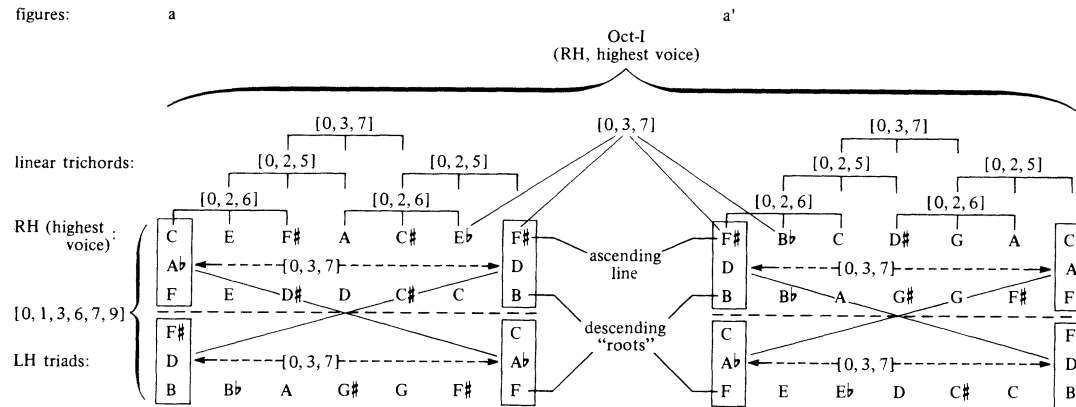 figures: a a'
Oct-I
(RH, highest voice)
[0, 3, 7] [0, 3, 7] [0, 3, 7]
linear trichords: [0, 2, 5] [0, 2, 5] [0, 2, 5] [0, 2, 5]
[0, 2, 6] [0, 2, 6] [0, 2, 6] [0, 2, 6]
RH (highest voice): C E F♯ A C♯ E♭ F♯ F♯ B♭ C D♯ G A C
ascending line
A♭ [0, 3, 7] D D [0, 3, 7] A
F E D♯ D C♯ C B B B♭ A G♯ G F♯ F
[0, 1, 3, 6, 7, 9]
F♯ C C F
descending "roots"
LH triads: D [0, 3, 7] A♭ A♭ [0, 3, 7] D
B B♭ A G♯ G F♯ F F E E♭ D C♯ C B